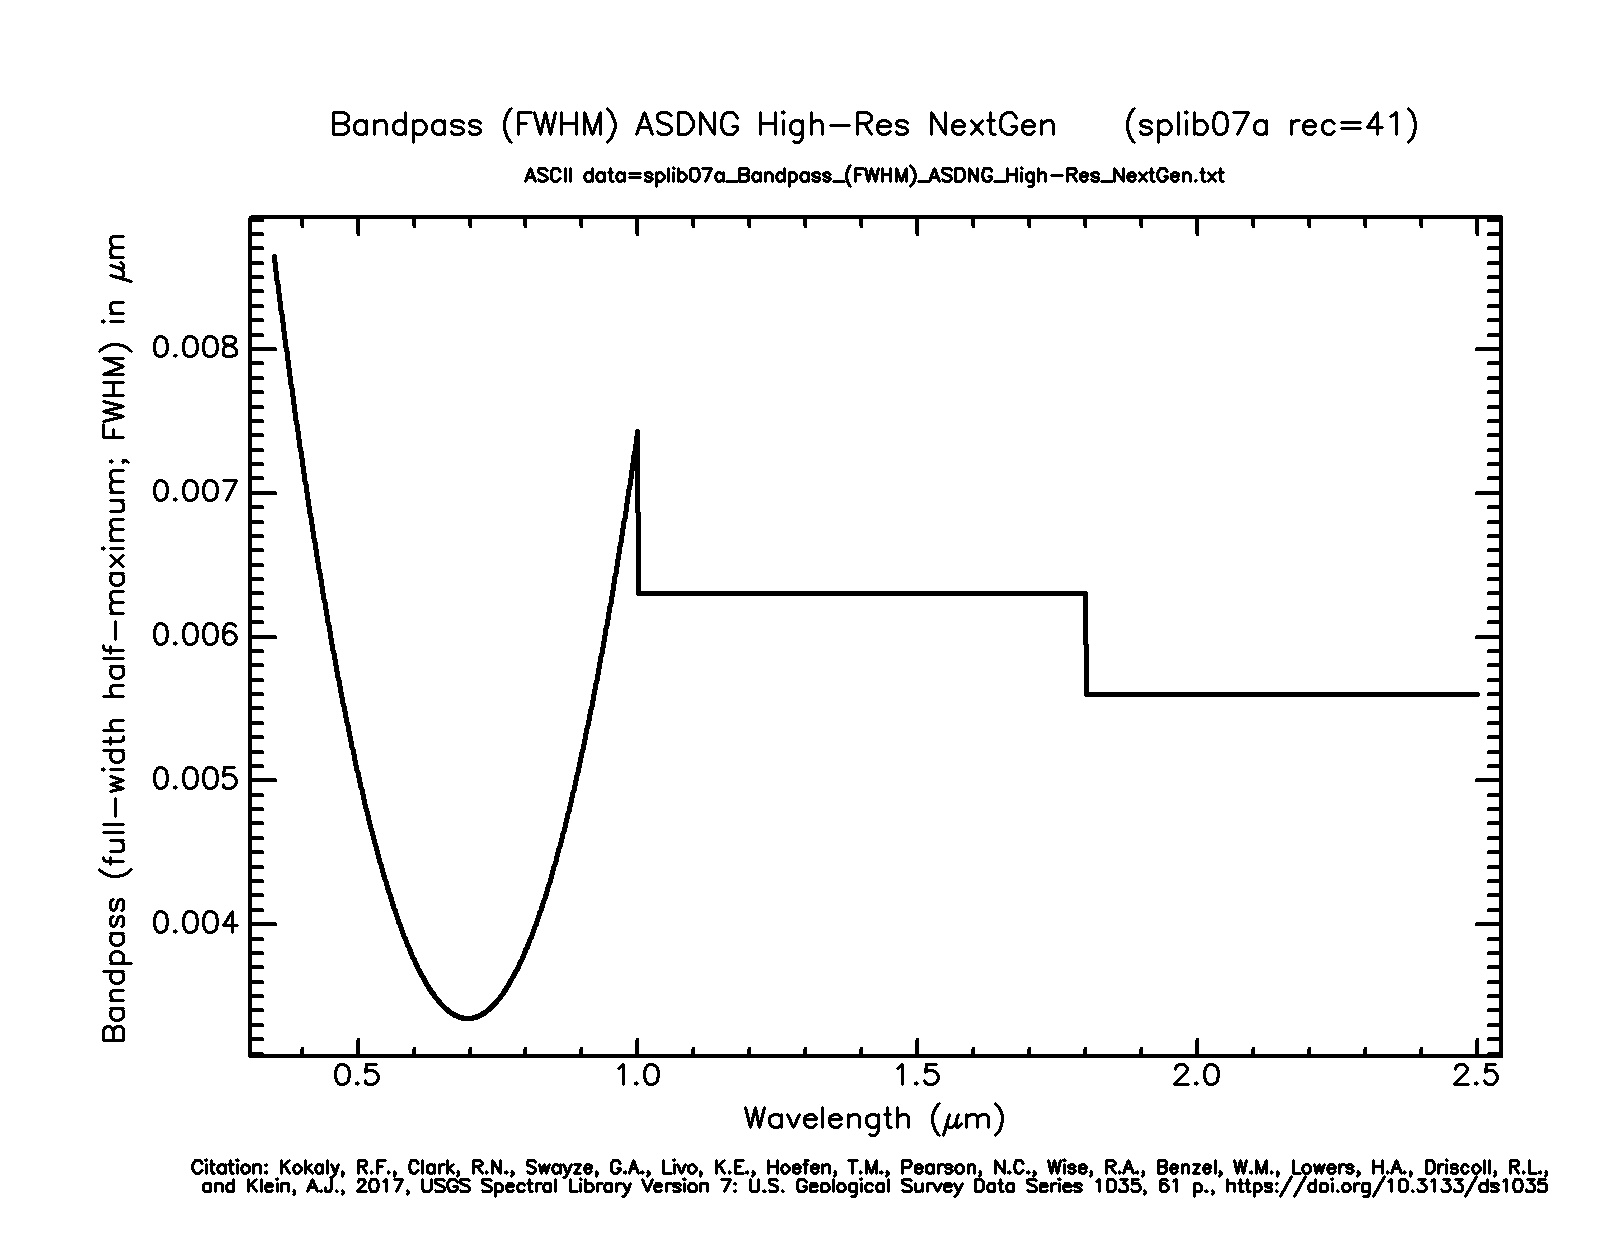 Bandpass (FWHM) ASDNG High-Res NextGen (splib07a rec=41)
ASCII data=splib07a_Bandpass_(FWHM)_ASDNG_High-Res_NextGen.txt
Bandpass (full-width half-maximum; FWHM) in μm
0.008
0.007
0.006
0.005
0.004
0.5 1.0 1.5 2.0 2.5
Wavelength (μm)
Citation: Kokaly, R.F., Clark, R.N., Swayze, G.A., Livo, K.E., Hoefen, T.M., Pearson, N.C., Wise, R.A., Benzel, W.M., Lowers, H.A., Driscoll, R.L.,
and Klein, A.J., 2017, USGS Spectral Library Version 7: U.S. Geological Survey Data Series 1035, 61 p., https://doi.org/10.3133/ds1035